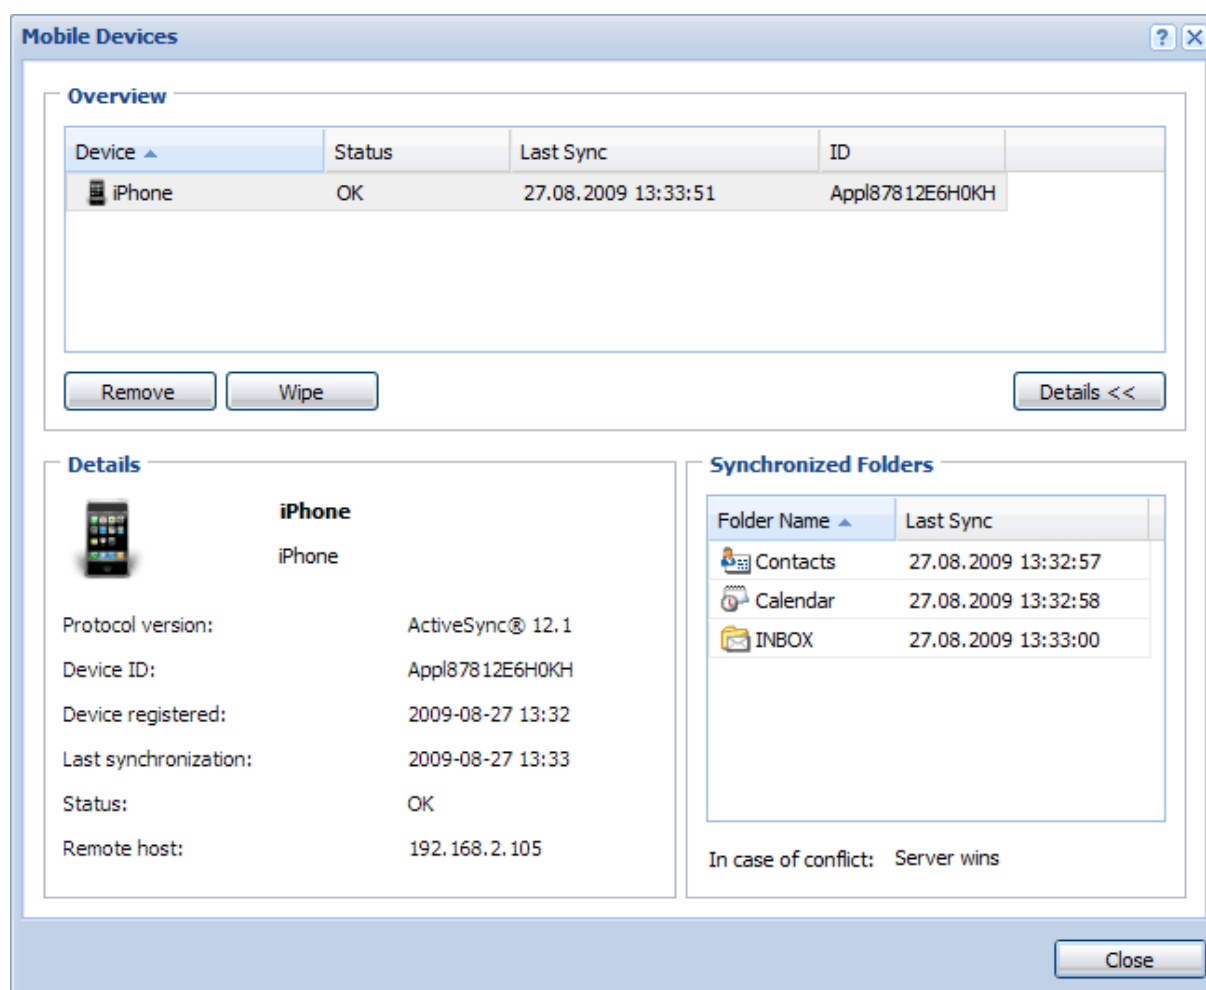 Mobile Devices
Overview
Device Status Last Sync ID
iPhone OK 27.08.2009 13:33:51 Appl87812E6H0KH
Remove Wipe Details <<
Details
iPhone
iPhone
Protocol version: ActiveSync® 12.1
Device ID: Appl87812E6H0KH
Device registered: 2009-08-27 13:32
Last synchronization: 2009-08-27 13:33
Status: OK
Remote host: 192.168.2.105
Synchronized Folders
Folder Name Last Sync
Contacts 27.08.2009 13:32:57
Calendar 27.08.2009 13:32:58
INBOX 27.08.2009 13:33:00
In case of conflict: Server wins
Close